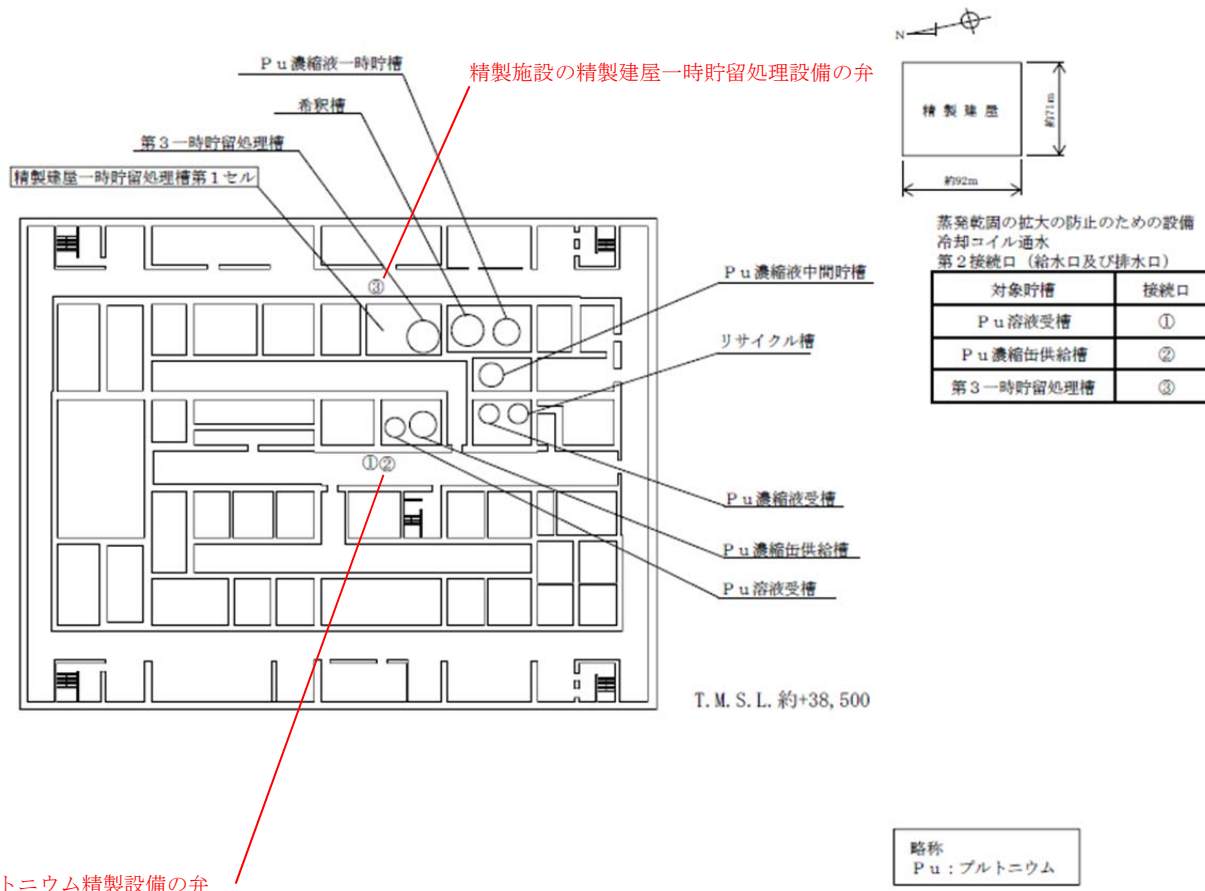 Pu濃縮液一時貯槽
精製施設の精製建屋一時貯留処理設備の弁
希釈槽
第3一時貯留処理槽
精製建屋一時貯留処理槽第1セル
N
精製建屋
約71m
約92m
蒸発乾固の拡大の防止のための設備
冷却コイル通水
第2接続口（給水口及び排水口）
対象貯槽 接続口
Pu溶液受槽 ①
Pu濃縮缶供給槽 ②
第3一時貯留処理槽 ③
③
Pu濃縮液中間貯槽
リサイクル槽
①②
Pu濃縮液受槽
Pu濃縮缶供給槽
Pu溶液受槽
T.M.S.L.約+38,500
略称
Pu：プルトニウム
トニウム精製設備の弁